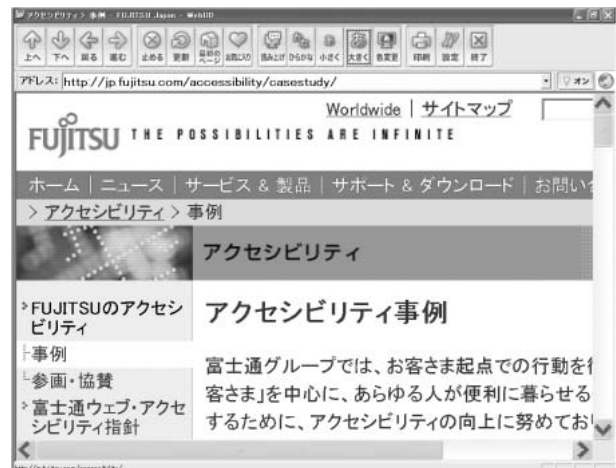 アクセシビリティ> 事例 - FUJITSU Japan - WebUD
上へ 下へ 戻る 進む 止める 更新 最初のページ お気に入り 読み上げ ひらがな 小さく 大きく 色変更 印刷 設定 終了
アドレス: http://jp.fujitsu.com/accessibility/casestudy/ オン
Worldwide | サイトマップ
FUJITSU THE POSSIBILITIES ARE INFINITE
ホーム | ニュース | サービス & 製品 | サポート & ダウンロード | お問い
> アクセシビリティ > 事例
アクセシビリティ
FUJITSUのアクセシ
ビリティ
事例
参画・協賛
富士通ウェブ・アクセ
シビリティ指針
アクセシビリティ事例
富士通グループでは、お客さま起点での行動を
客さま」を中心に、あらゆる人が便利に暮らせる
するために、アクセシビリティの向上に努めてお